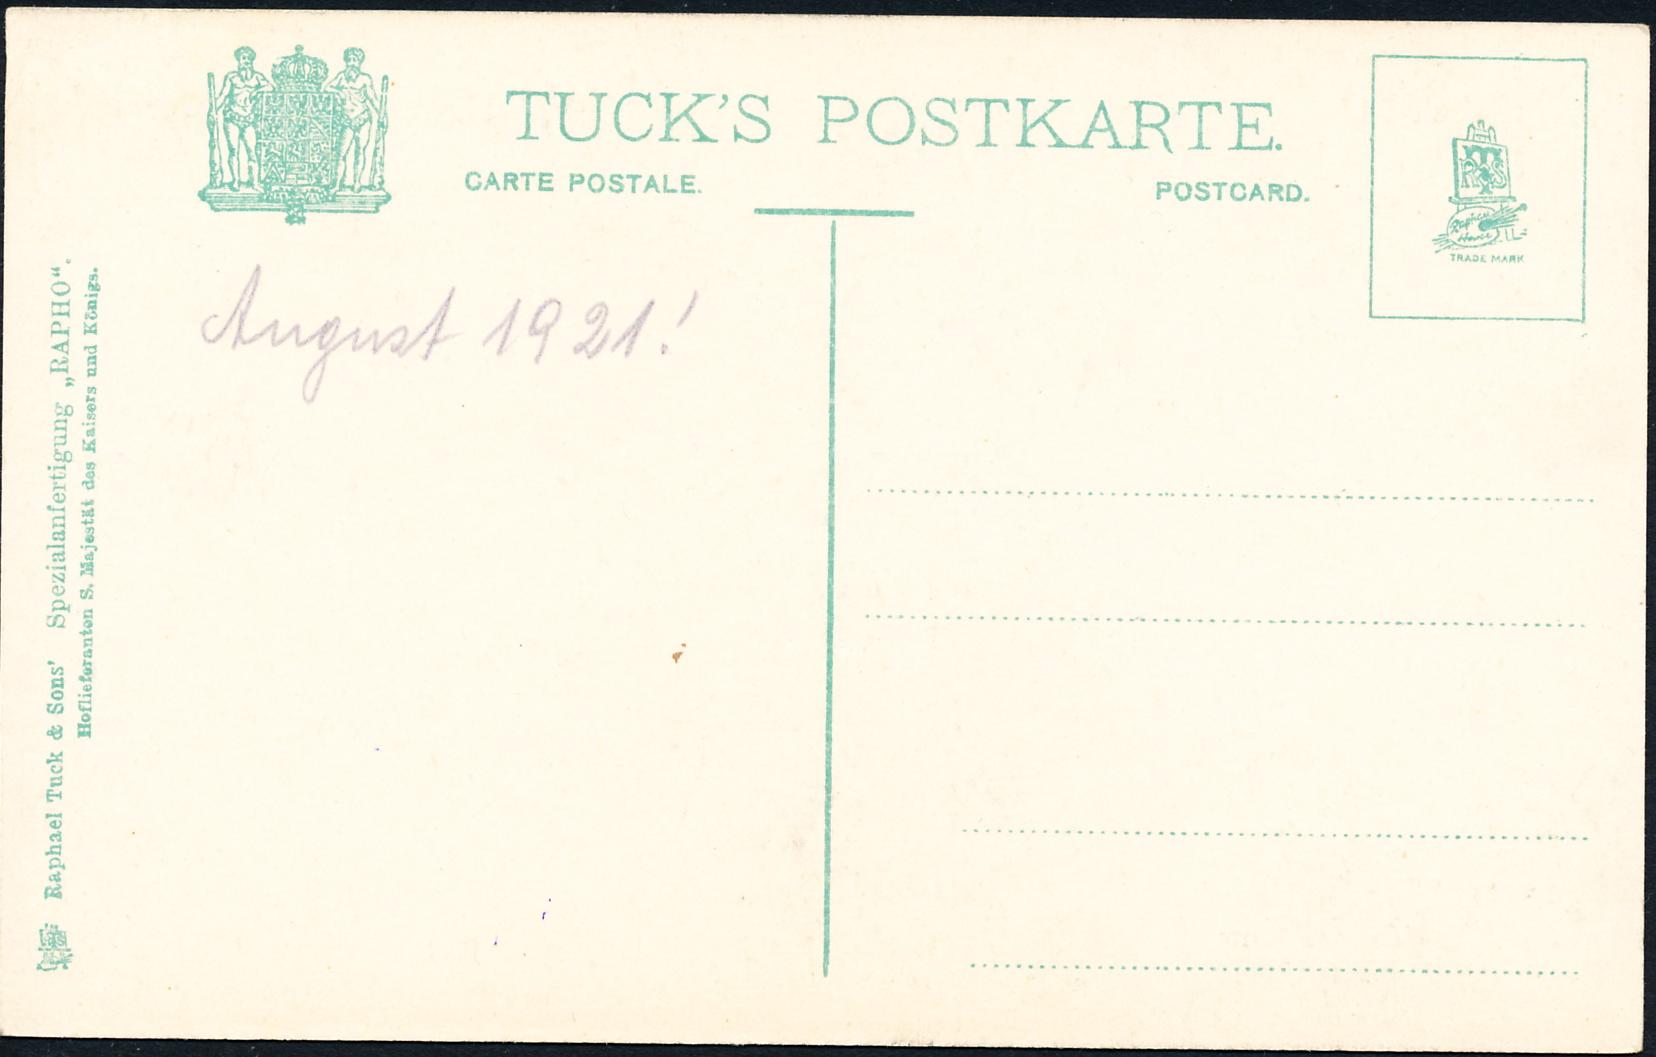 TUCK'S POSTKARTE.
CARTE POSTALE.
POSTCARD.
TRADE MARK
August 1921!
Raphael Tuck & Sons' Spezialanfertigung „RAPHO“.
Hoflieferanten S. Majestät des Kaisers und Königs.